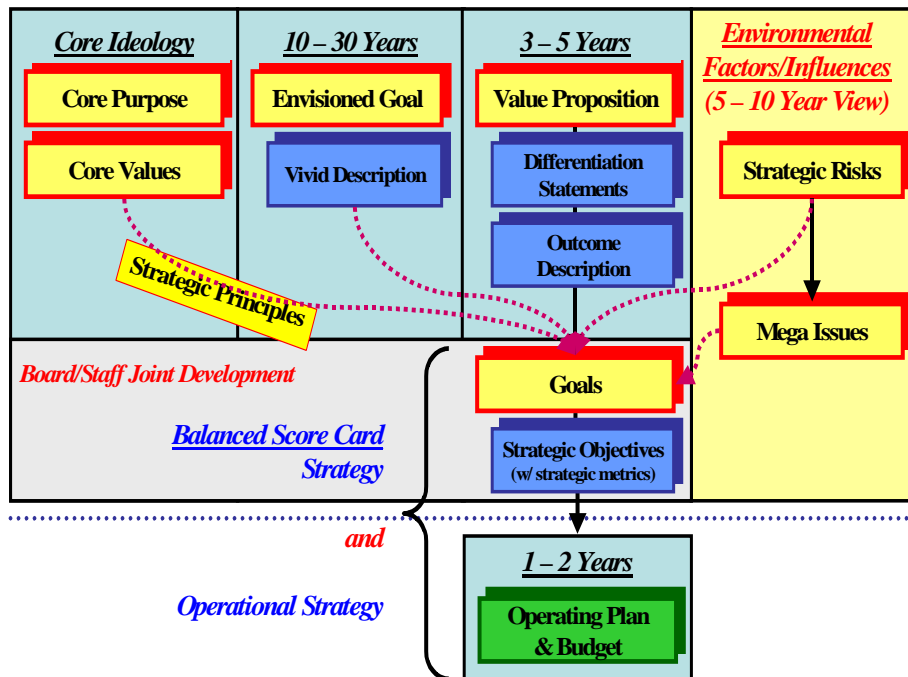 Core Ideology
Core Purpose
Core Values
Strategic Principles
10 – 30 Years
Envisioned Goal
Vivid Description
3 – 5 Years
Value Proposition
Differentiation
Statements
Outcome
Description
Environmental
Factors/Influences
(5 – 10 Year View)
Strategic Risks
Mega Issues
Board/Staff Joint Development
Goals
Balanced Score Card
Strategy
Strategic Objectives
(w/ strategic metrics)
and
Operational Strategy
1 – 2 Years
Operating Plan
& Budget